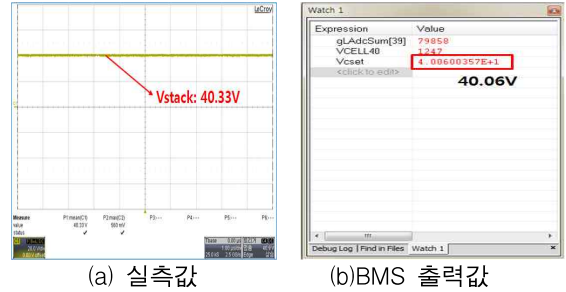 LeCroy
Vstack: 40.33V
Measure P1:mean(C1) P2:mean(C2) P3:--- P4:--- P5:--- P6:---
value 40.33 V
status
Watch 1
Expression Value
gLAdcSum[39] 79858
VCELL40 1247
Vcset 4.00600357E+1
<click to edit>
40.06V
Debug Log Find in Files Watch 1
(a) 실측값
(b)BMS 출력값